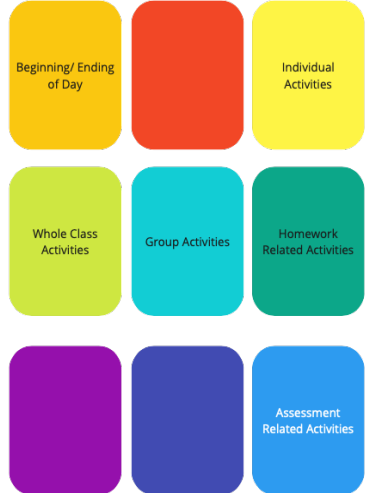 Beginning/ Ending
of Day
Individual
Activities
Whole Class
Activities
Group Activities
Homework
Related Activities
Assessment
Related Activities